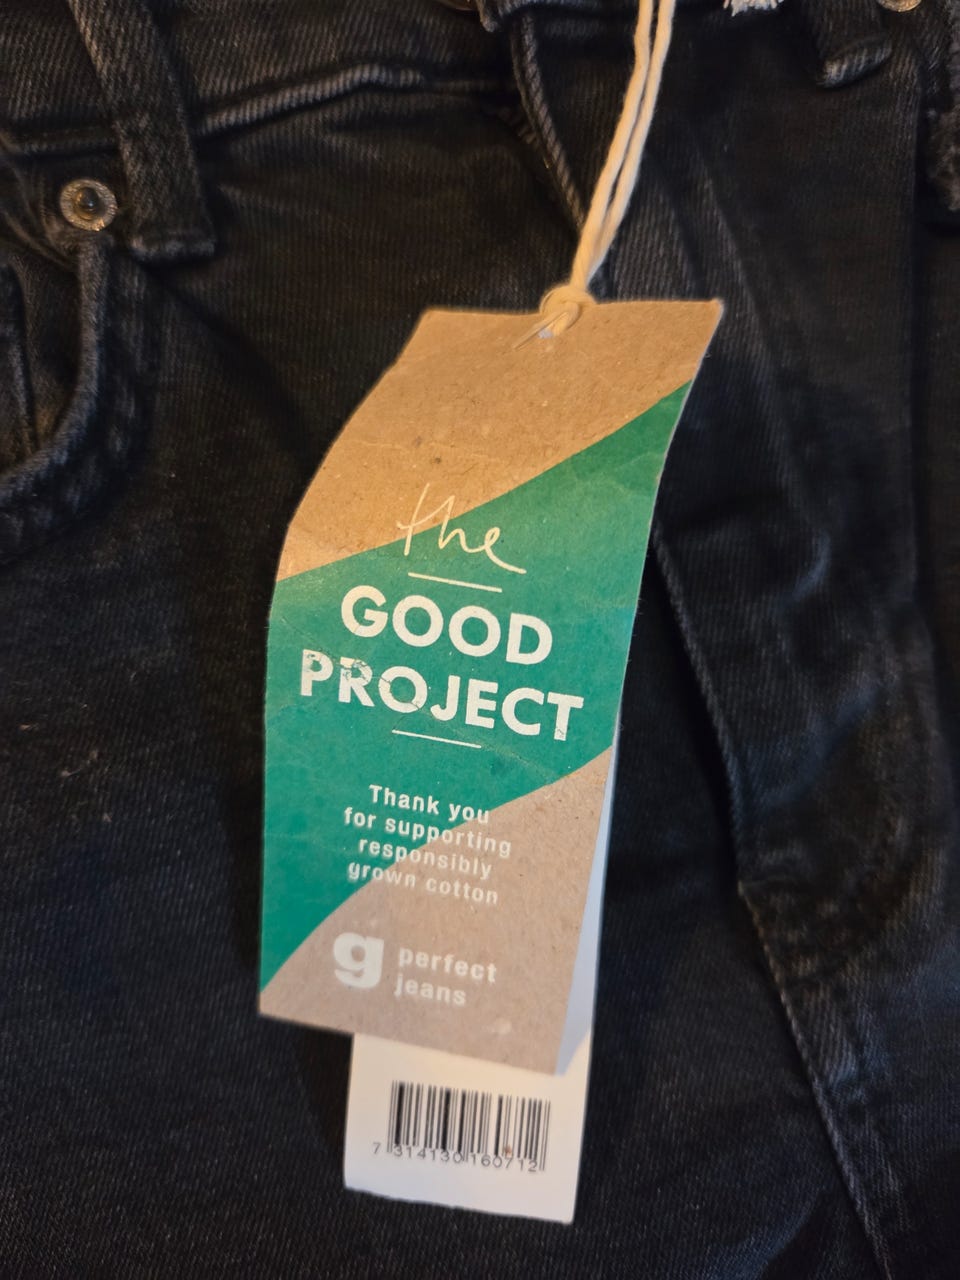 the
GOOD
PROJECT
Thank you
for supporting
responsibly
grown cotton
g perfect
jeans
7 314130 160712